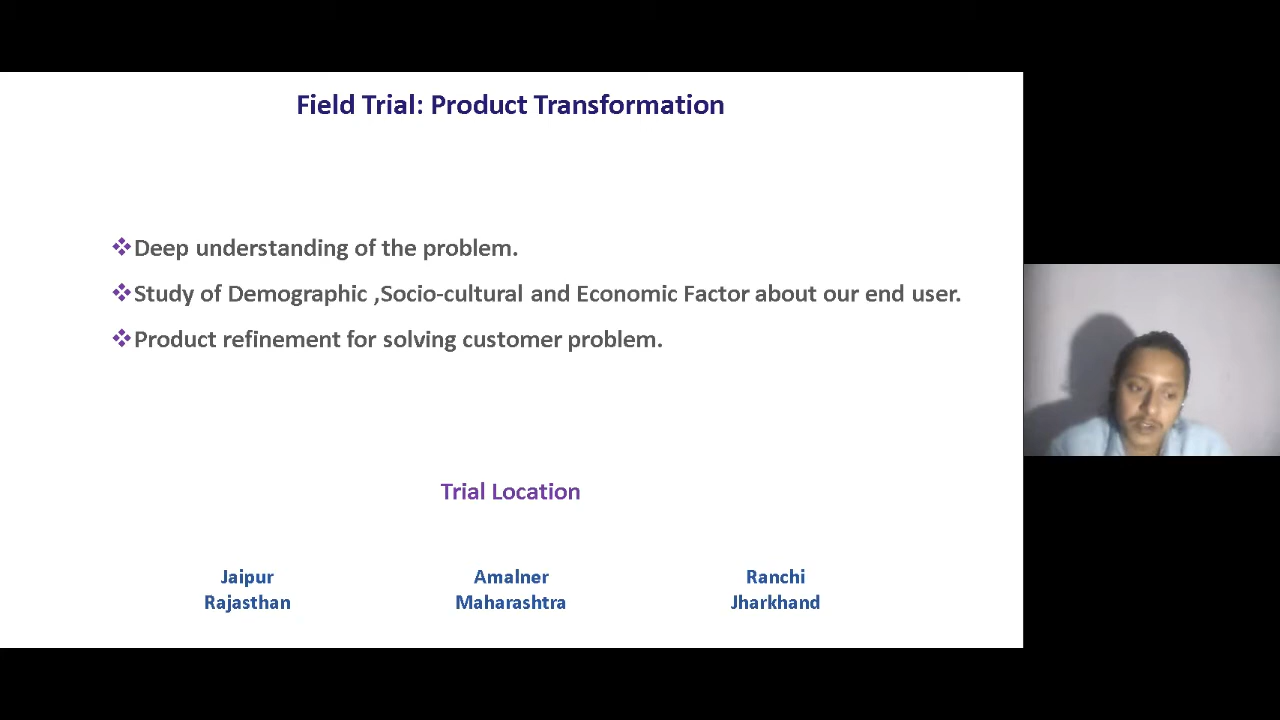 Field Trial: Product Transformation
❖Deep understanding of the problem.
❖Study of Demographic ,Socio-cultural and Economic Factor about our end user.
❖Product refinement for solving customer problem.
Trial Location
Jaipur
Rajasthan
Amalner
Maharashtra
Ranchi
Jharkhand